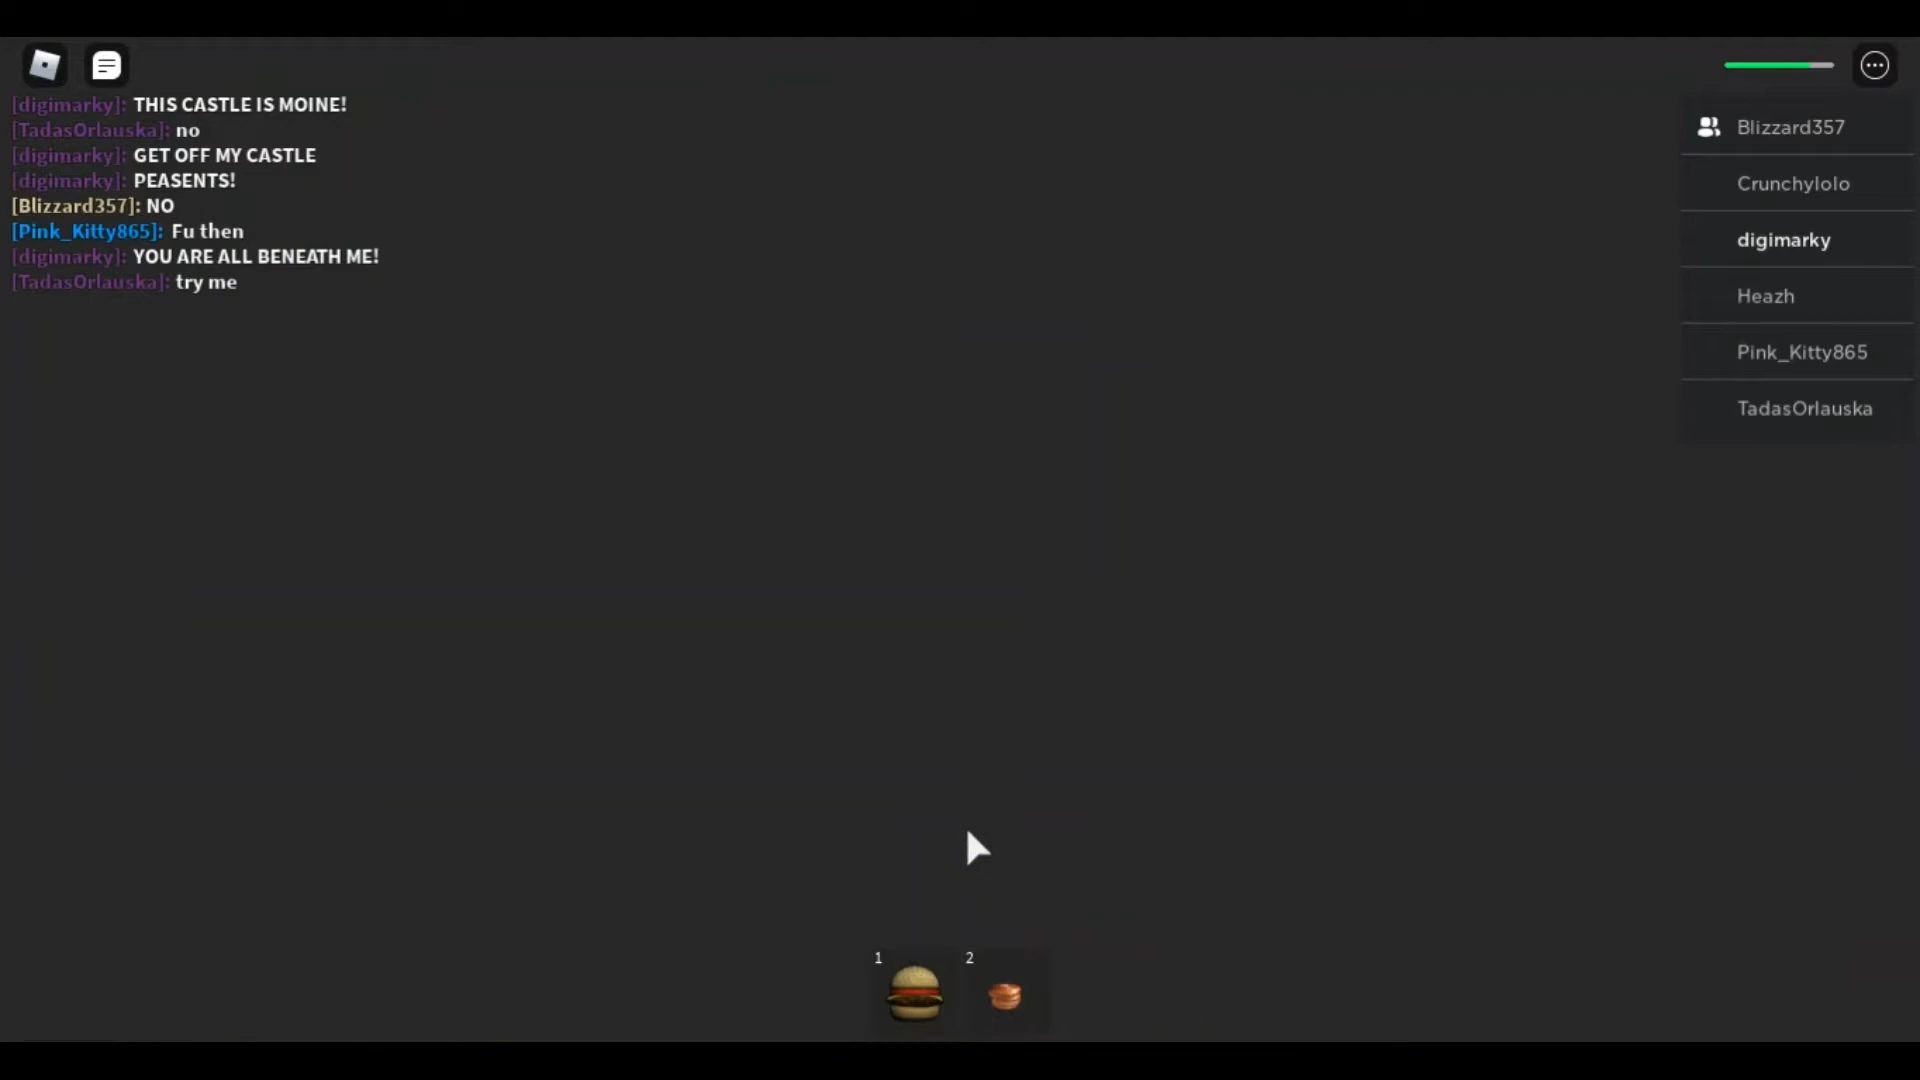 [digimarky]: THIS CASTLE IS MOINE!
[TadasOrlauska]: no
[digimarky]: GET OFF MY CASTLE
[digimarky]: PEASENTS!
[Blizzard357]: NO
[Pink_Kitty865]: Fu then
[digimarky]: YOU ARE ALL BENEATH ME!
[TadasOrlauska]: try me
Blizzard357
Crunchylolo
digimarky
Heazh
Pink_Kitty865
TadasOrlauska
1 2